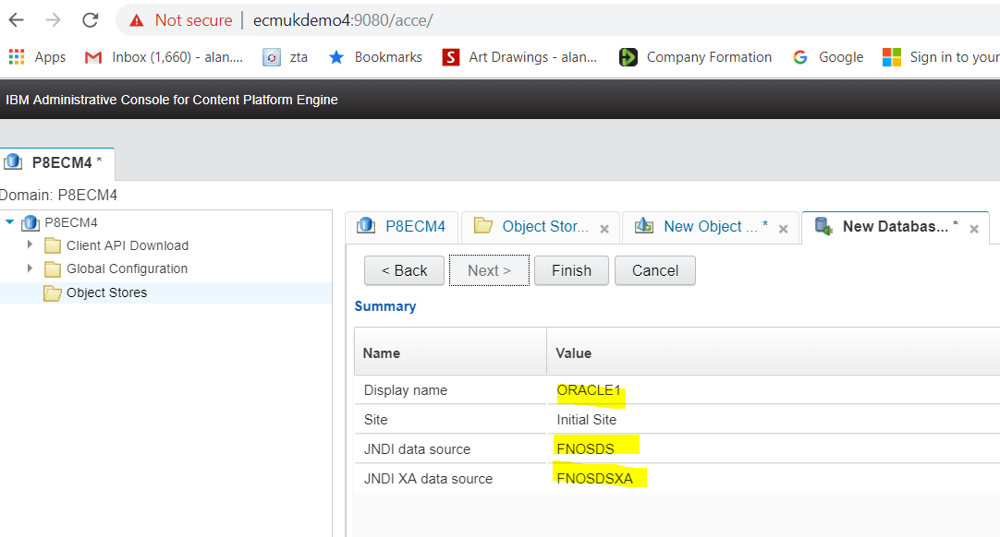 Not secure | ecmukdemo4:9080/acce/
Apps Inbox (1,660) - alan.... zta Bookmarks S Art Drawings - alan... Company Formation Google Sign in to your
IBM Administrative Console for Content Platform Engine
P8ECM4 *
Domain: P8ECM4
P8ECM4
Client API Download
Global Configuration
Object Stores
P8ECM4 Object Stor... × New Object ... * × New Databas... * ×
< Back Next > Finish Cancel
Summary
Name Value
Display name ORACLE1
Site Initial Site
JNDI data source FNOSDS
JNDI XA data source FNOSDSXA